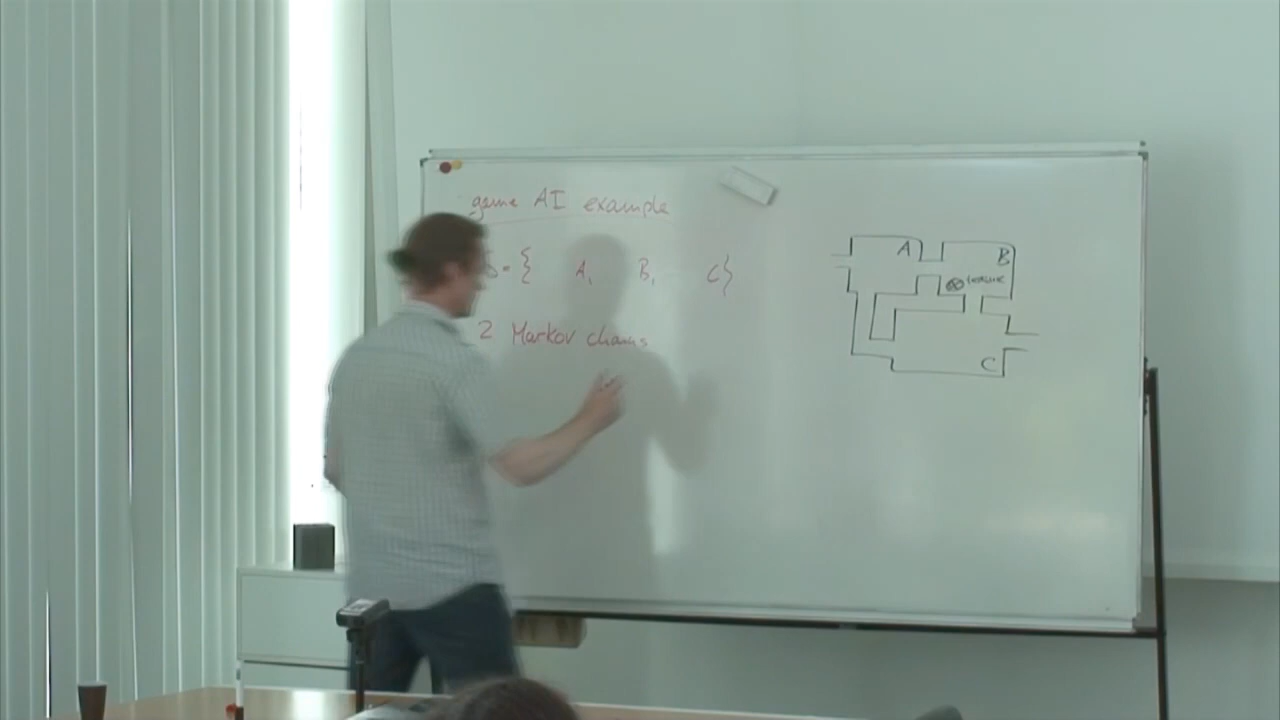 game AI example
S = { A, B, C}
2 Markov chains
A
B
C